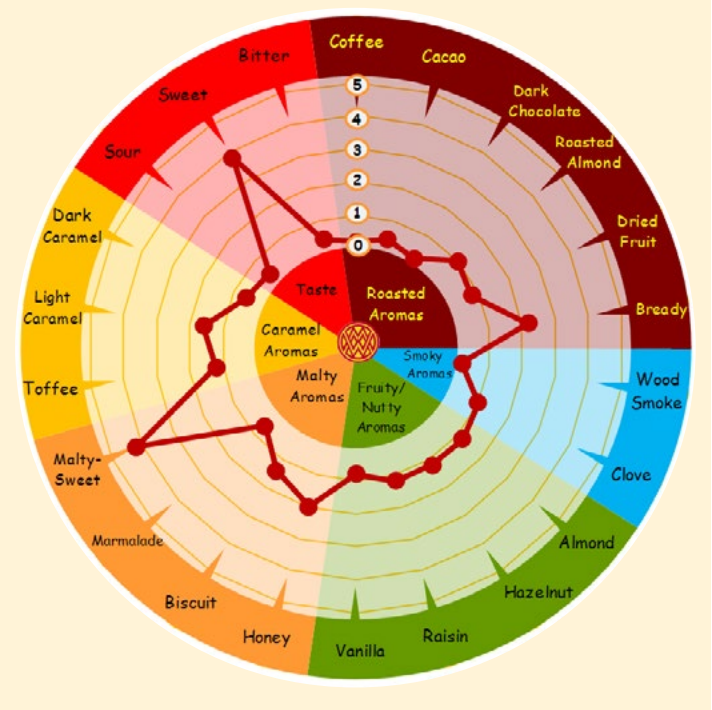 Coffee
Cacao
Dark
Chocolate
Roasted
Almond
Dried
Fruit
Bready
Wood
Smoke
Clove
Almond
Hazelnut
Raisin
Vanilla
Honey
Biscuit
Marmalade
Malty-
Sweet
Toffee
Light
Caramel
Dark
Caramel
Sour
Sweet
Bitter
5
4
3
2
1
0
Taste
Roasted
Aromas
Smoky
Aromas
Fruity/
Nutty
Aromas
Malty
Aromas
Caramel
Aromas